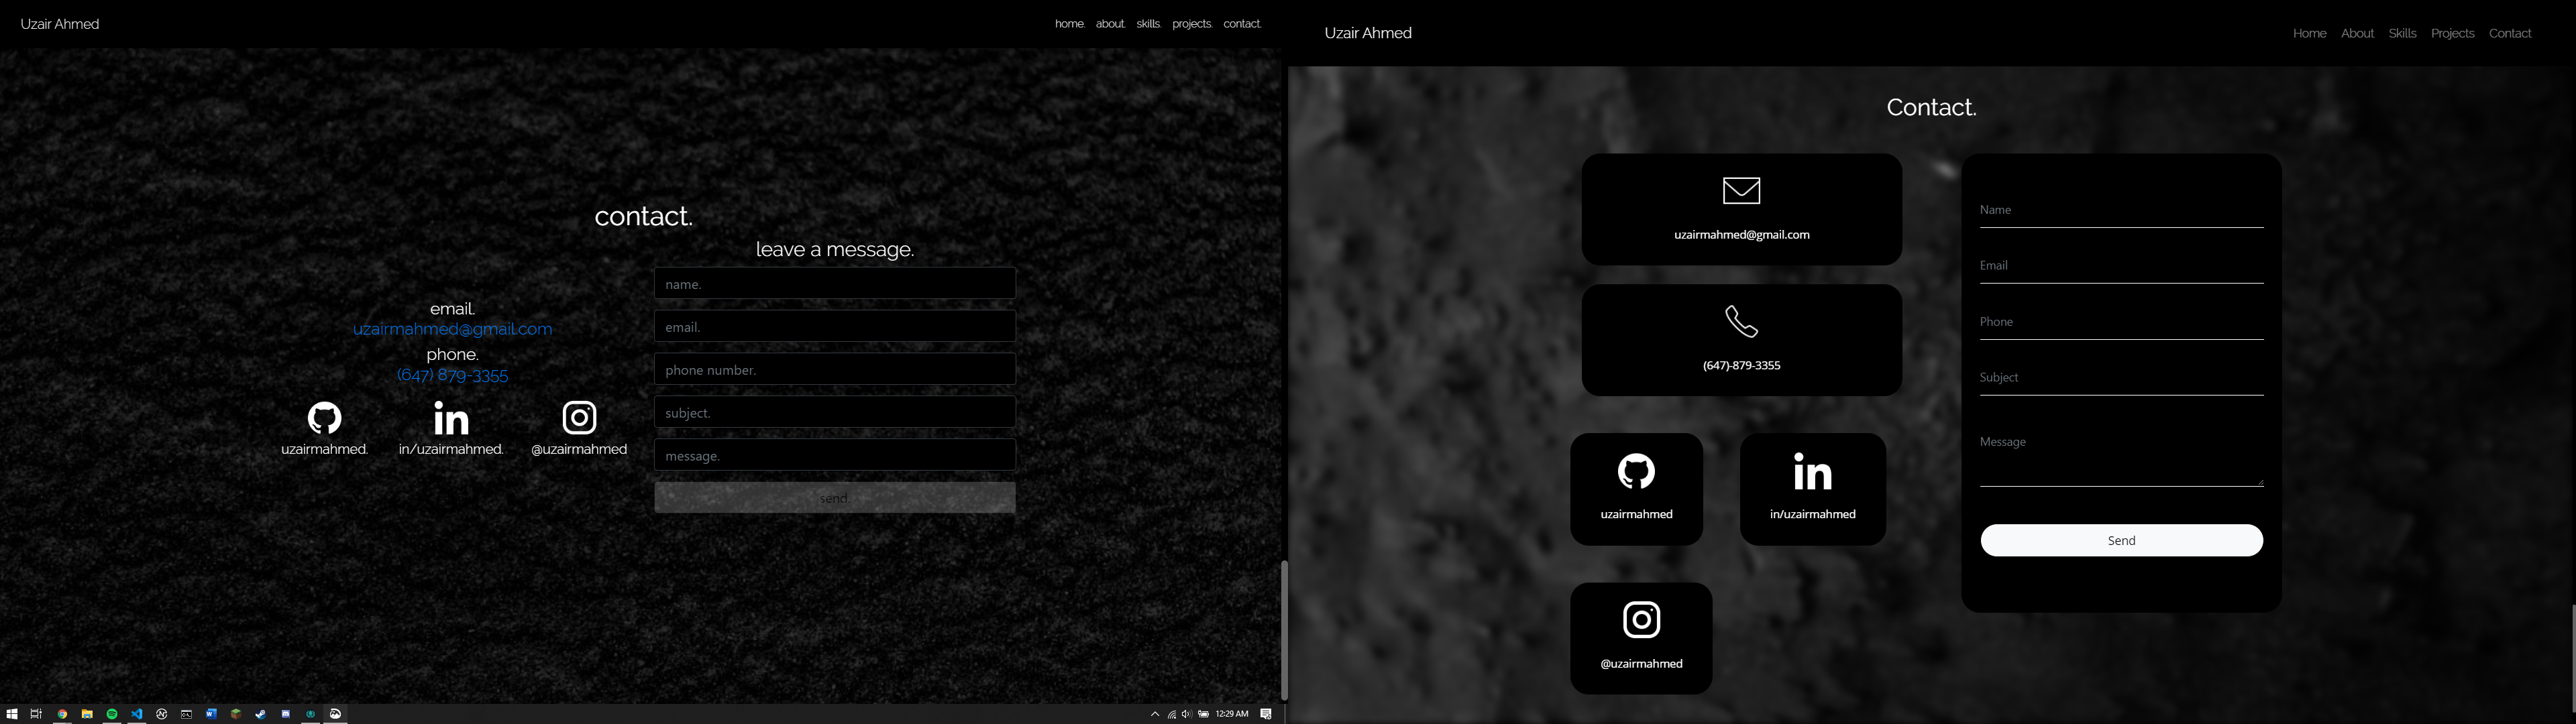 Uzair Ahmed
home. about. skills. projects. contact.
contact.
leave a message.
name.
email.
phone number.
subject.
message.
send.
email.
uzairmahmed@gmail.com
phone.
(647) 879-3355
uzairmahmed. in/uzairmahmed. @uzairmahmed
12:29 AM
Uzair Ahmed
Home About Skills Projects Contact
Contact.
uzairmahmed@gmail.com
(647)-879-3355
uzairmahmed in/uzairmahmed
@uzairmahmed
Name
Email
Phone
Subject
Message
Send